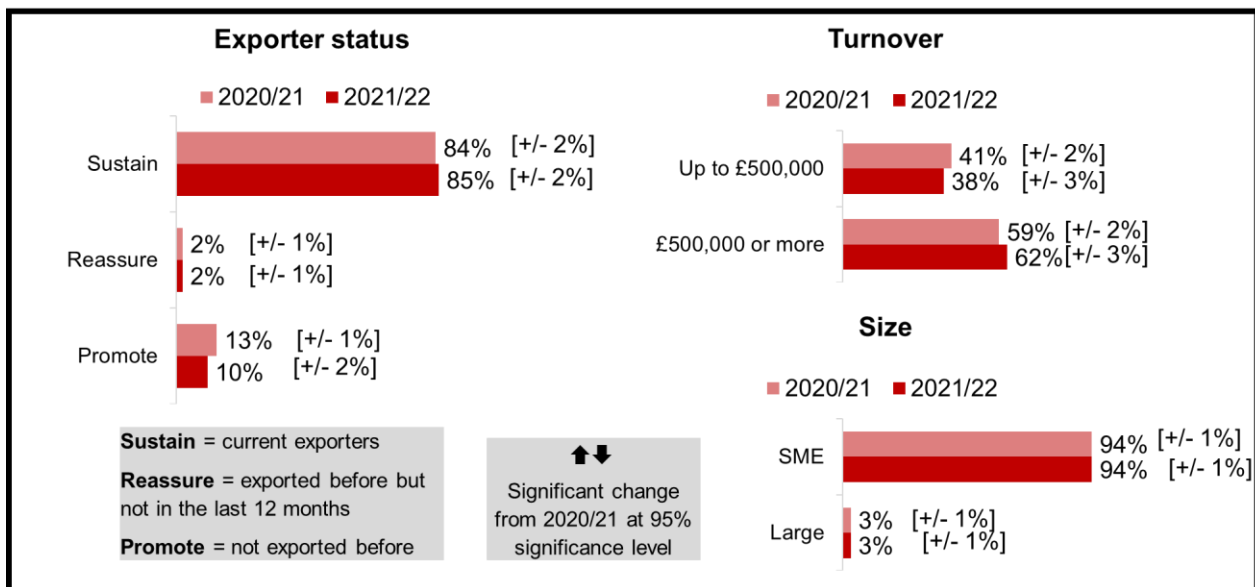 Exporter status
2020/21 2021/22
Sustain
84% [+/- 2%]
85% [+/- 2%]
Reassure
2% [+/- 1%]
2% [+/- 1%]
Promote
13% [+/- 1%]
10% [+/- 2%]
Sustain = current exporters
Reassure = exported before but
not in the last 12 months
Promote = not exported before
Significant change
from 2020/21 at 95%
significance level
Turnover
2020/21 2021/22
Up to £500,000
41% [+/- 2%]
38% [+/- 3%]
£500,000 or more
59% [+/- 2%]
62% [+/- 3%]
Size
2020/21 2021/22
SME
94% [+/- 1%]
94% [+/- 1%]
Large
3% [+/- 1%]
3% [+/- 1%]